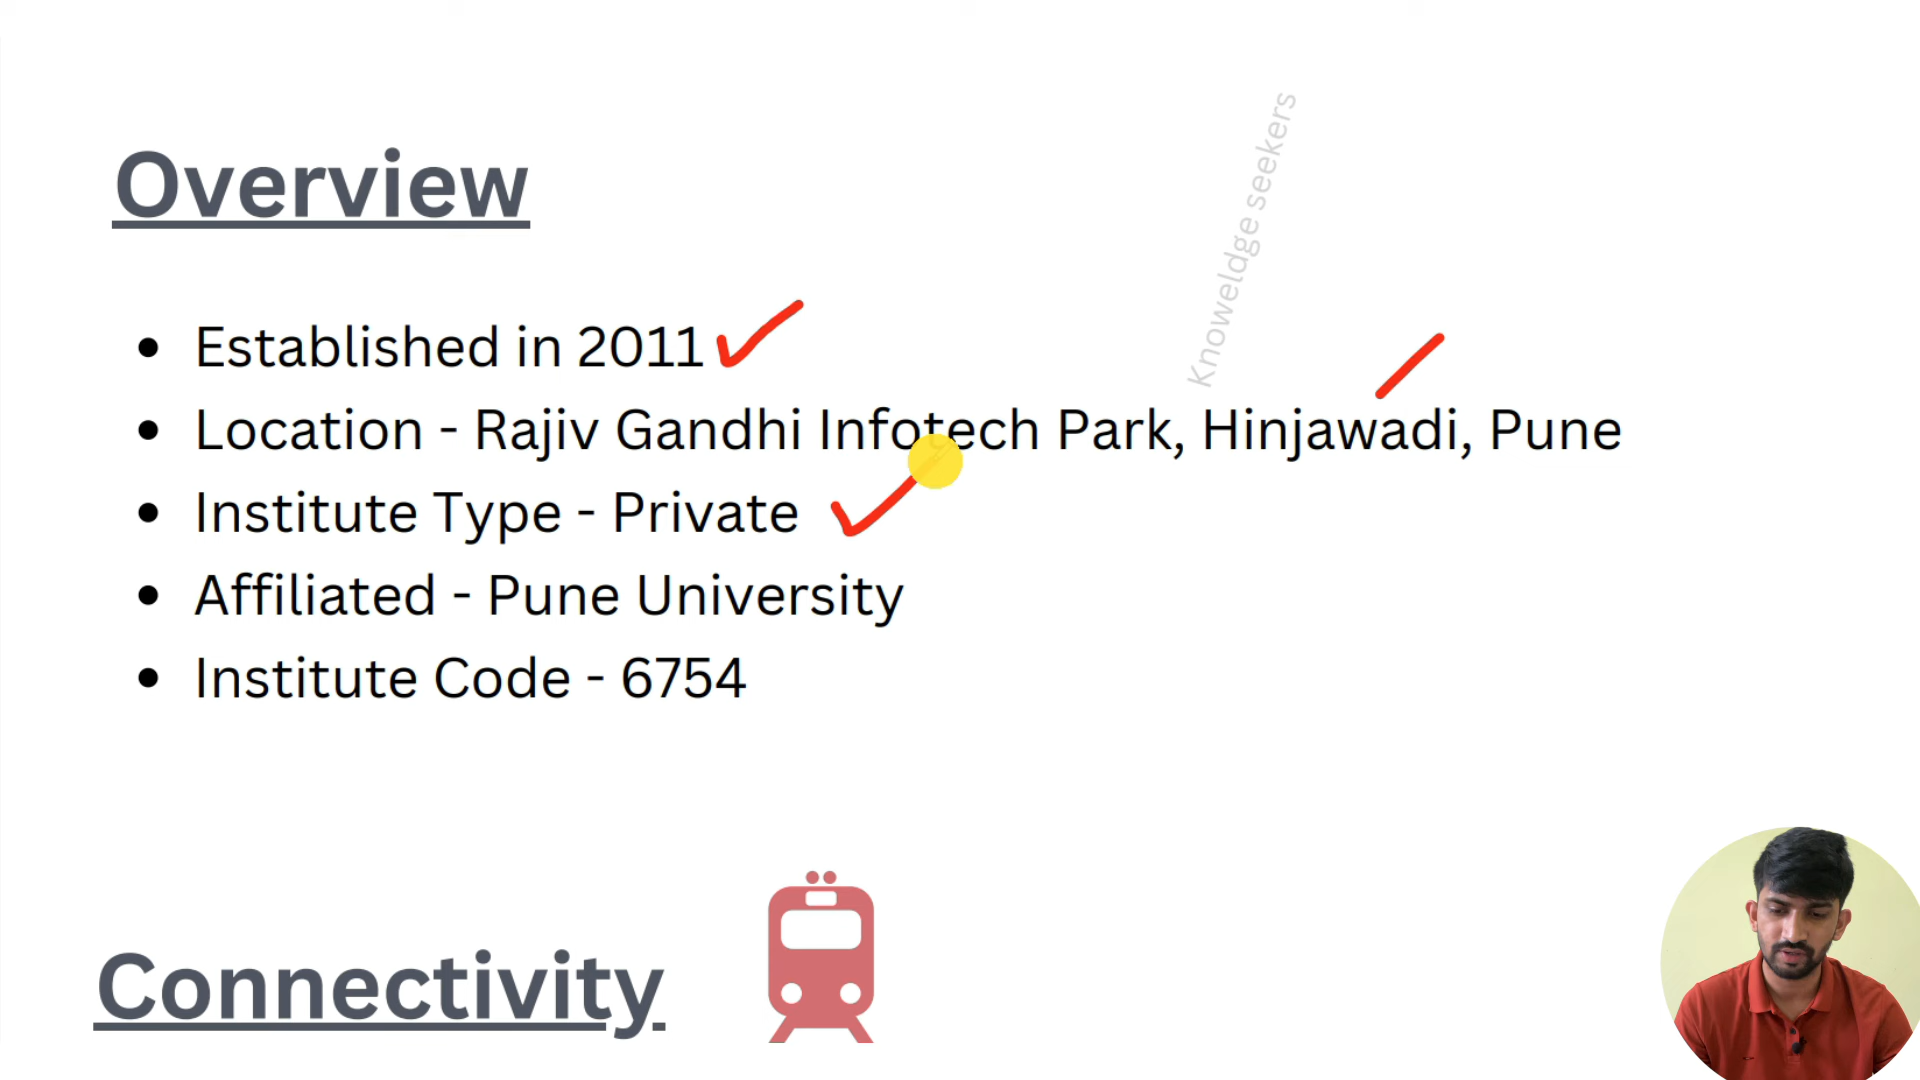 Overview
Knoweldge seekers
• Established in 2011
• Location - Rajiv Gandhi Infotech Park, Hinjawadi, Pune
• Institute Type - Private
• Affiliated - Pune University
• Institute Code - 6754
Connectivity